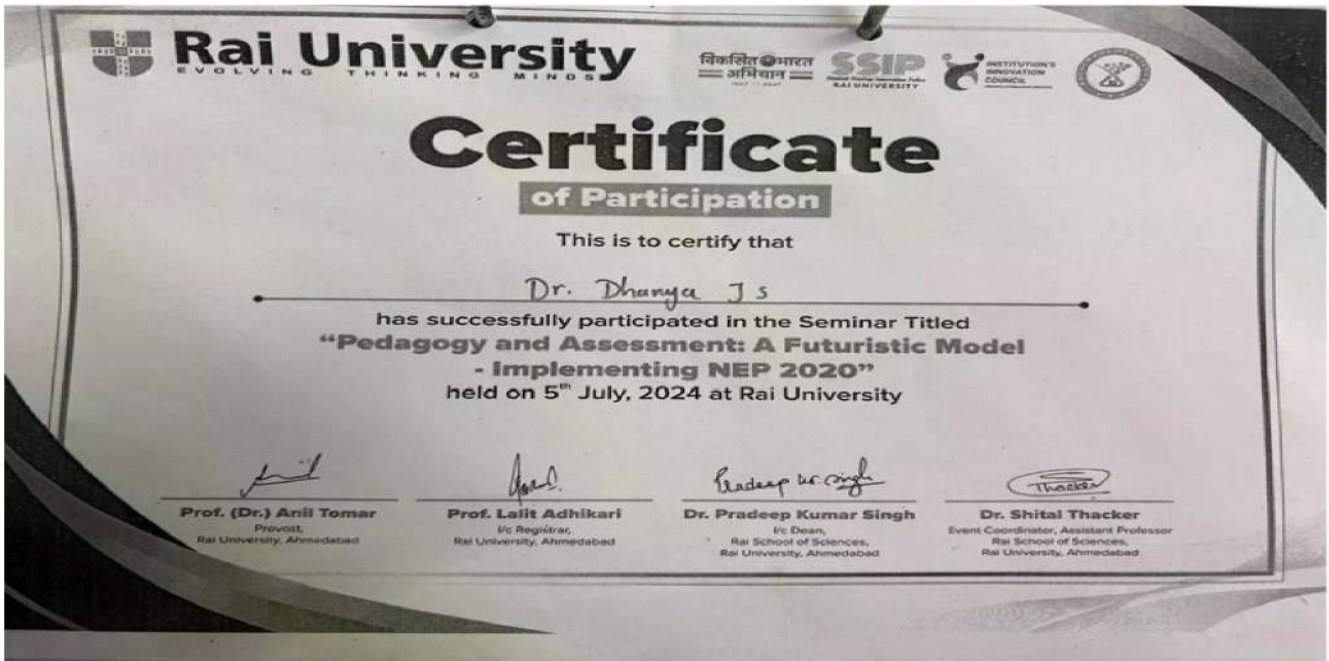 Rai University
EVOLVING THINKING MINDS
विकसित भारत
अभियान
SSIP
RAI UNIVERSITY
INSTITUTION'S
INNOVATION
COUNCIL
Certificate
of Participation
This is to certify that
Dr. Dhanya J S
has successfully participated in the Seminar Titled
“Pedagogy and Assessment: A Futuristic Model
- Implementing NEP 2020”
held on 5th July, 2024 at Rai University
Pradeep kr. singh
Thacker
Prof. (Dr.) Anil Tomar
Provost,
Rai University, Ahmedabad
Prof. Lalit Adhikari
I/c Registrar,
Rai University, Ahmedabad
Dr. Pradeep Kumar Singh
I/c Dean,
Rai School of Sciences,
Rai University, Ahmedabad
Dr. Shital Thacker
Event Coordinator, Assistant Professor
Rai School of Sciences,
Rai University, Ahmedabad